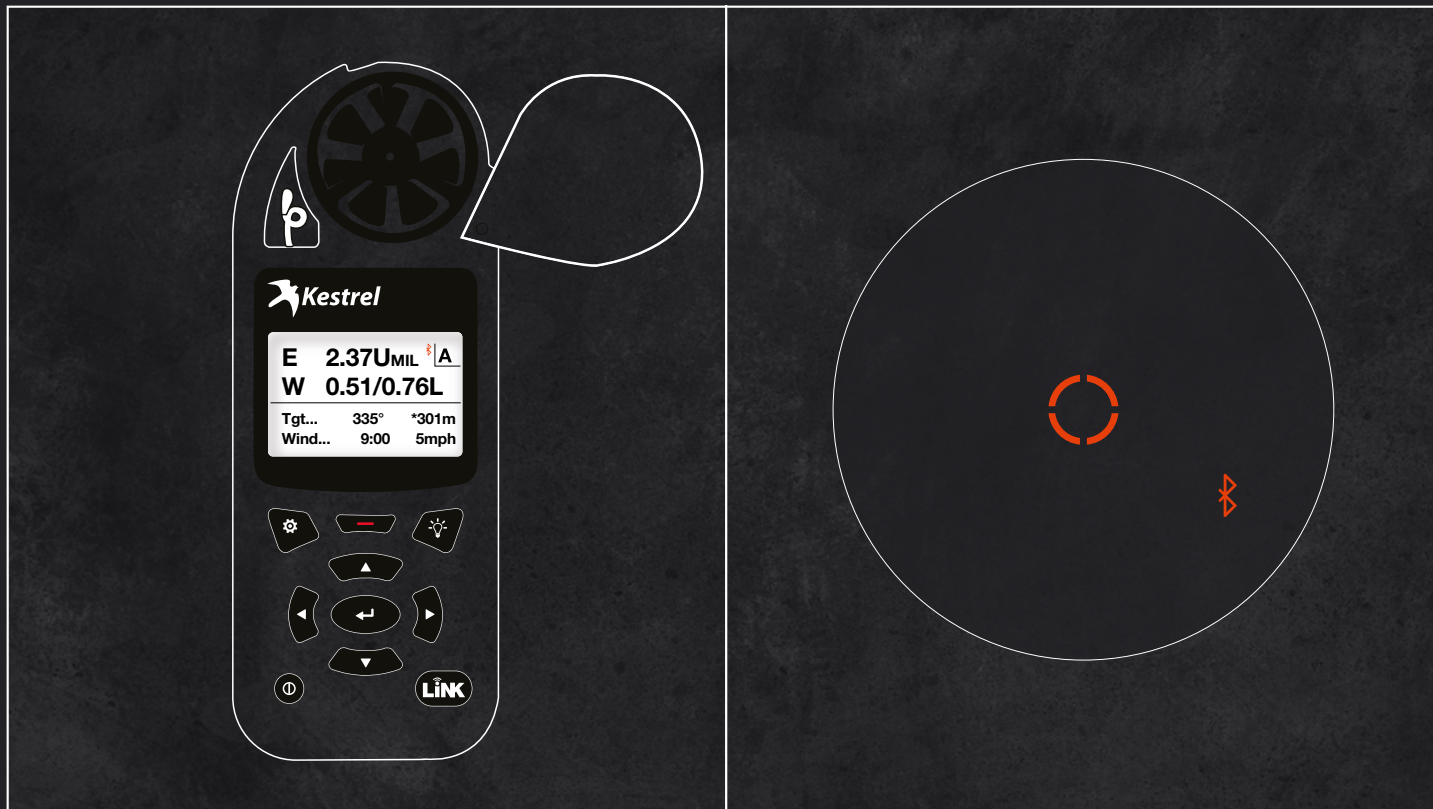 Kestrel
E 2.37UMIL A
W 0.51/0.76L
Tgt... 335° *301m
Wind... 9:00 5mph
LiNK